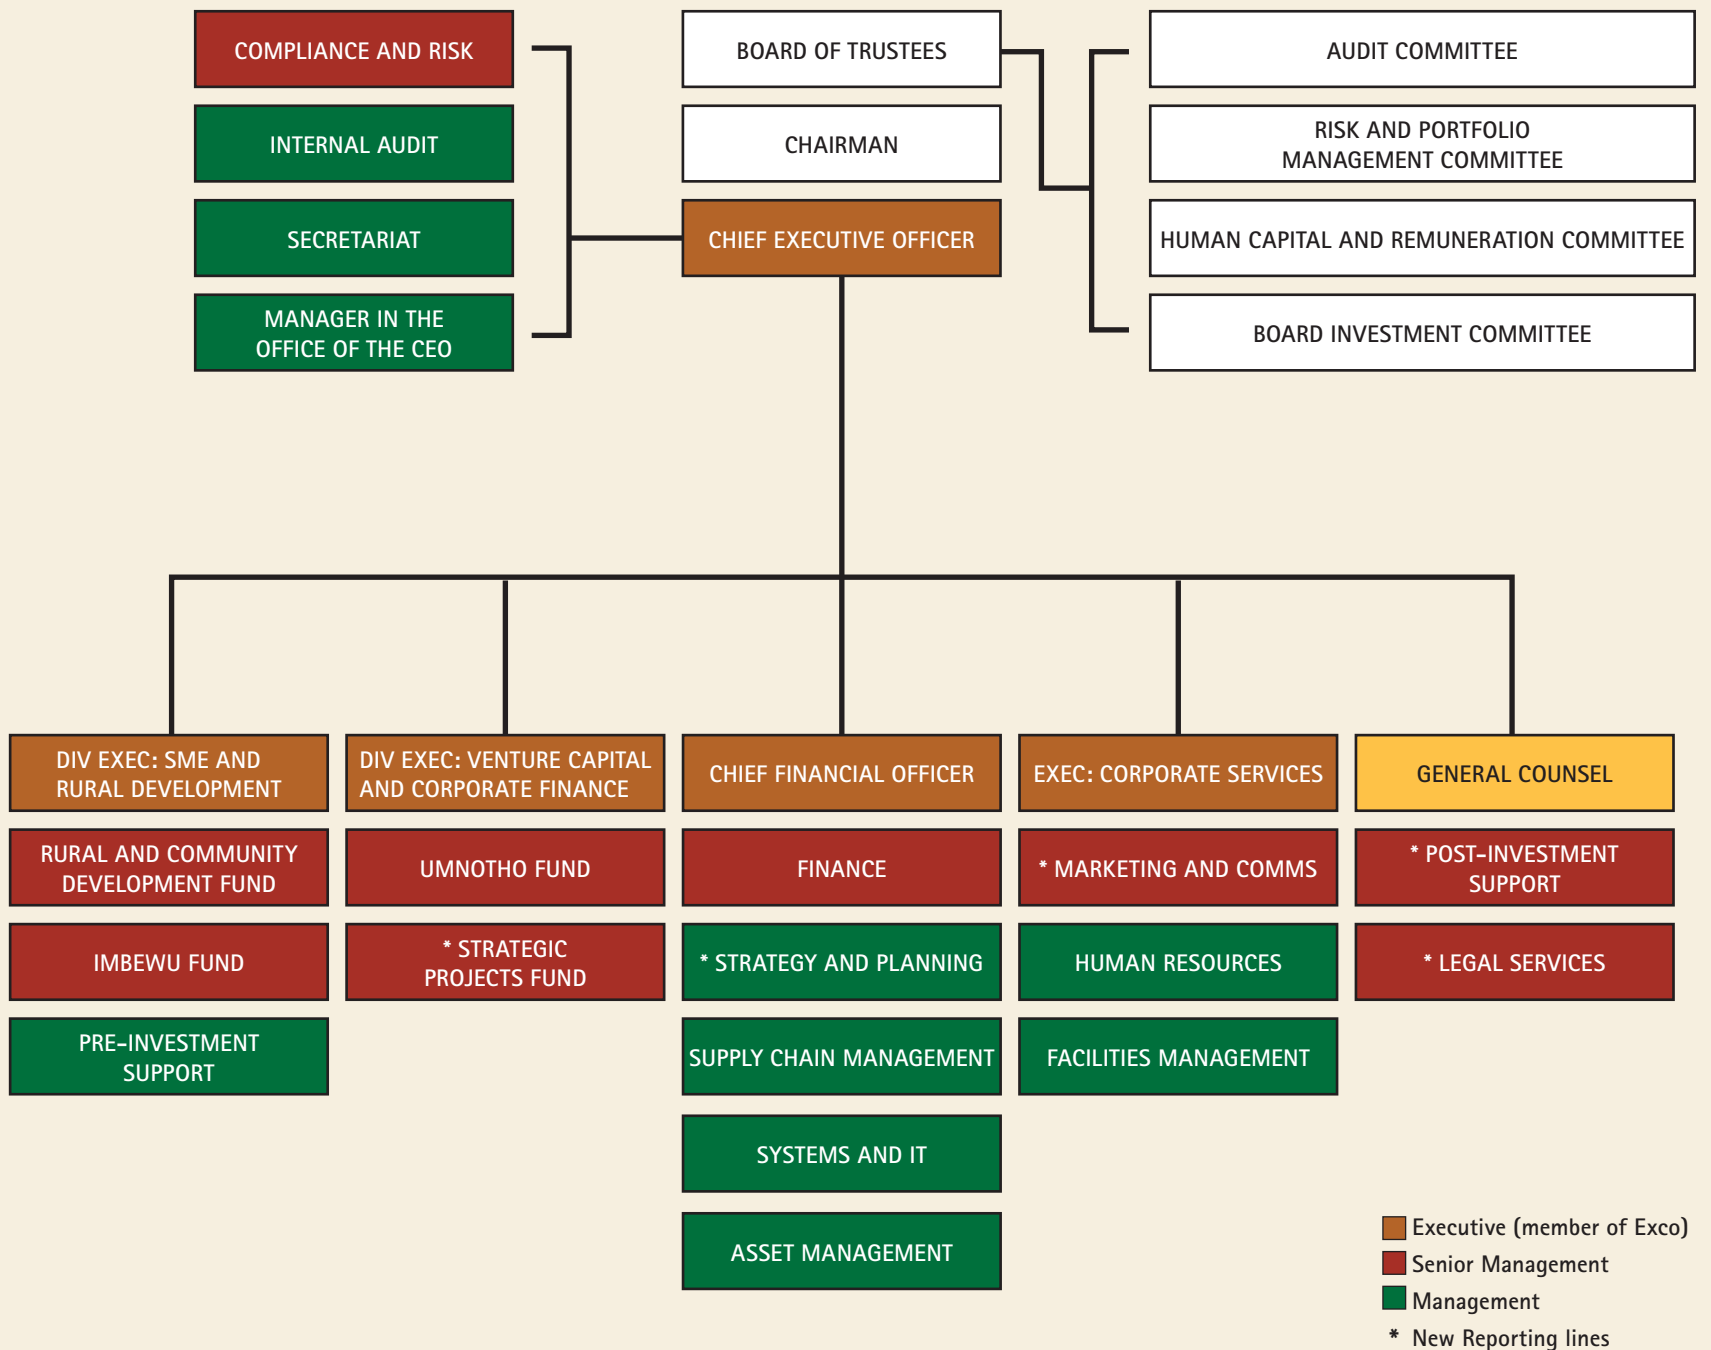 COMPLIANCE AND RISK
INTERNAL AUDIT
SECRETARIAT
MANAGER IN THE
OFFICE OF THE CEO
BOARD OF TRUSTEES
CHAIRMAN
CHIEF EXECUTIVE OFFICER
AUDIT COMMITTEE
RISK AND PORTFOLIO
MANAGEMENT COMMITTEE
HUMAN CAPITAL AND REMUNERATION COMMITTEE
BOARD INVESTMENT COMMITTEE
DIV EXEC: SME AND
RURAL DEVELOPMENT
RURAL AND COMMUNITY
DEVELOPMENT FUND
IMBEWU FUND
PRE-INVESTMENT
SUPPORT
DIV EXEC: VENTURE CAPITAL
AND CORPORATE FINANCE
UMNOTHO FUND
* STRATEGIC
PROJECTS FUND
CHIEF FINANCIAL OFFICER
FINANCE
* STRATEGY AND PLANNING
SUPPLY CHAIN MANAGEMENT
SYSTEMS AND IT
ASSET MANAGEMENT
EXEC: CORPORATE SERVICES
* MARKETING AND COMMS
HUMAN RESOURCES
FACILITIES MANAGEMENT
GENERAL COUNSEL
* POST-INVESTMENT
SUPPORT
* LEGAL SERVICES
Executive (member of Exco)
Senior Management
Management
* New Reporting lines